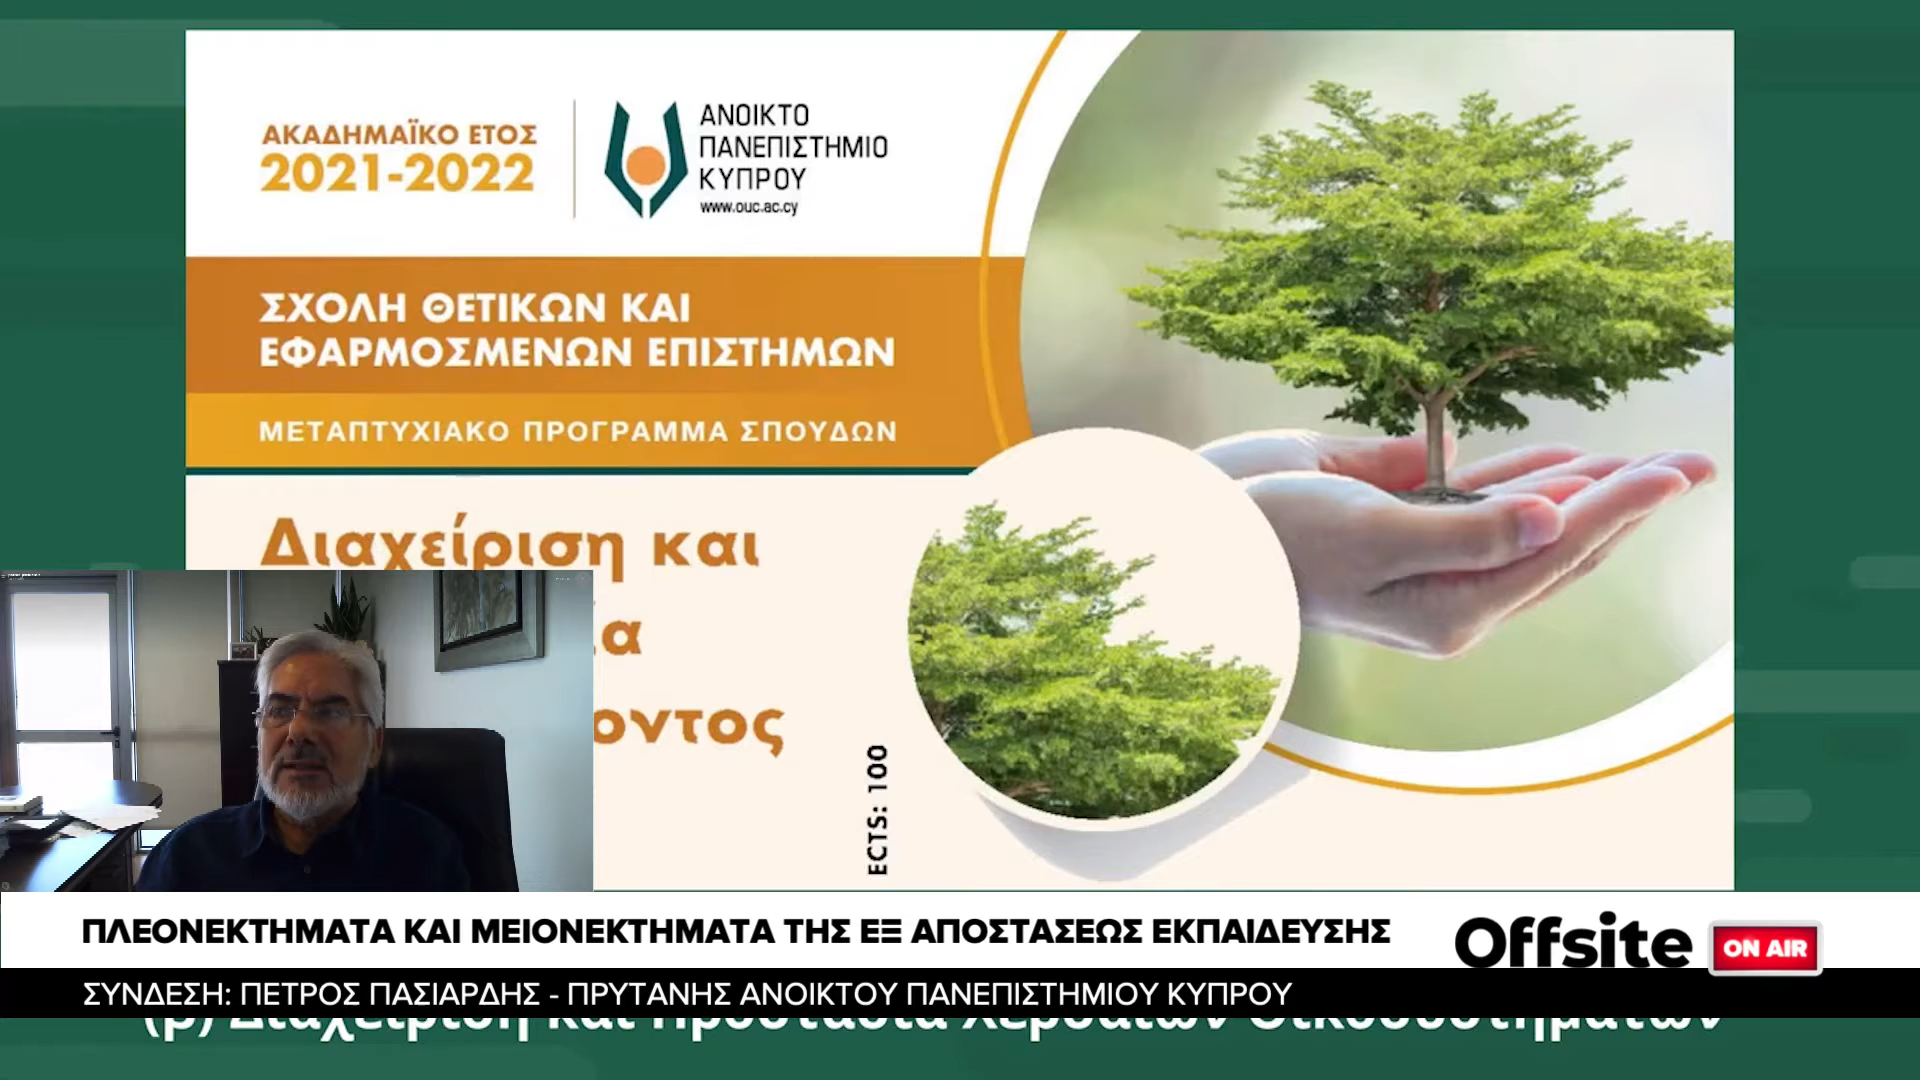 ΑΚΑΔΗΜΑΪΚΟ ΕΤΟΣ
2021-2022
ΑΝΟΙΚΤΟ
ΠΑΝΕΠΙΣΤΗΜΙΟ
ΚΥΠΡΟΥ
www.ouc.ac.cy
ΣΧΟΛΗ ΘΕΤΙΚΩΝ ΚΑΙ
ΕΦΑΡΜΟΣΜΕΝΩΝ ΕΠΙΣΤΗΜΩΝ
ΜΕΤΑΠΤΥΧΙΑΚΟ ΠΡΟΓΡΑΜΜΑ ΣΠΟΥΔΩΝ
Διαχείριση και
ECTS: 100
ΠΛΕΟΝΕΚΤΗΜΑΤΑ ΚΑΙ ΜΕΙΟΝΕΚΤΗΜΑΤΑ ΤΗΣ ΕΞ ΑΠΟΣΤΑΣΕΩΣ ΕΚΠΑΙΔΕΥΣΗΣ
Offsite ON AIR
ΣΥΝΔΕΣΗ: ΠΕΤΡΟΣ ΠΑΣΙΑΡΔΗΣ - ΠΡΥΤΑΝΗΣ ΑΝΟΙΚΤΟΥ ΠΑΝΕΠΙΣΤΗΜΙΟΥ ΚΥΠΡΟΥ